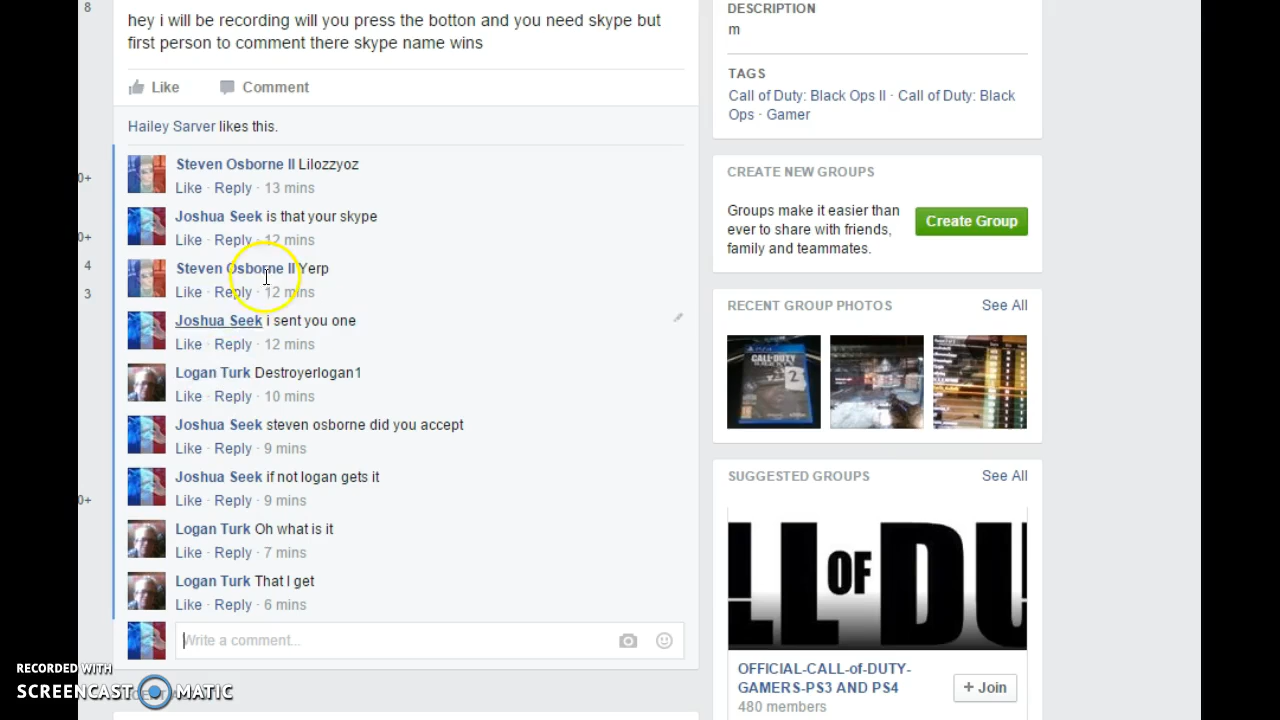 8
hey i will be recording will you press the botton and you need skype but
first person to comment there skype name wins
Like Comment
Hailey Sarver likes this.
0+
Steven Osborne II Lilozzyoz
Like · Reply · 13 mins
Joshua Seek is that your skype
0+
Like · Reply · 12 mins
4
Steven Osborne II Yerp
3
Like · Reply · 12 mins
Joshua Seek i sent you one
Like · Reply · 12 mins
Logan Turk Destroyerlogan1
Like · Reply · 10 mins
Joshua Seek steven osborne did you accept
Like · Reply · 9 mins
Joshua Seek if not logan gets it
0+
Like · Reply · 9 mins
Logan Turk Oh what is it
Like · Reply · 7 mins
Logan Turk That I get
Like · Reply · 6 mins
Write a comment...
DESCRIPTION
m
TAGS
Call of Duty: Black Ops II · Call of Duty: Black
Ops · Gamer
CREATE NEW GROUPS
Groups make it easier than
ever to share with friends,
family and teammates.
Create Group
RECENT GROUP PHOTOS See All
CALL OF DUTY
2
SUGGESTED GROUPS See All
LL OF DU
OFFICIAL-CALL-of-DUTY-
GAMERS-PS3 AND PS4
480 members
+ Join
RECORDED WITH
SCREENCAST MATIC